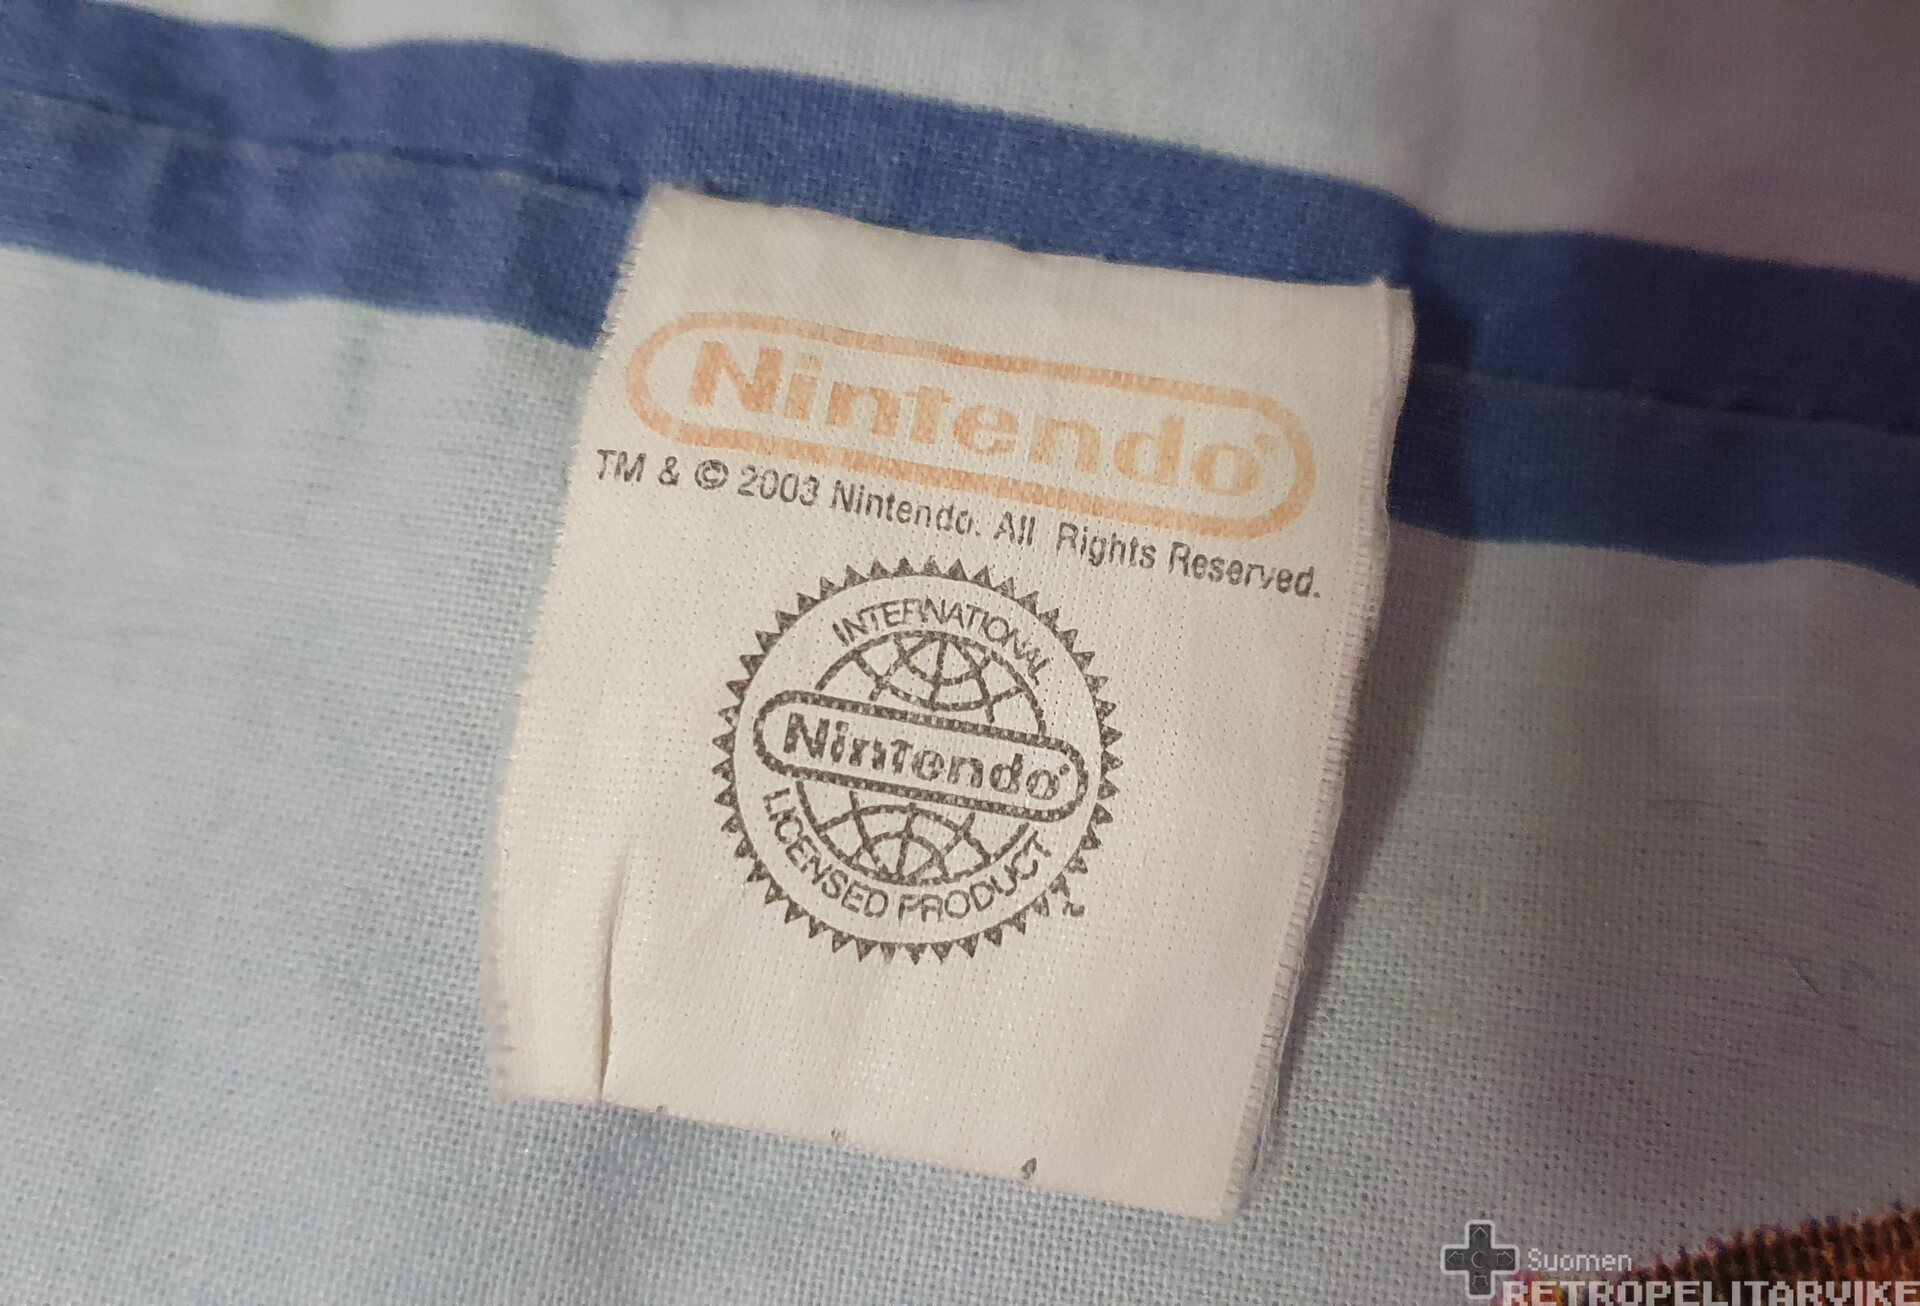 Nintendo®
TM & © 2003 Nintendo. All Rights Reserved.
INTERNATIONAL
Nintendo®
LICENSED PRODUCT
Suomen
RETROPELITARVIKE